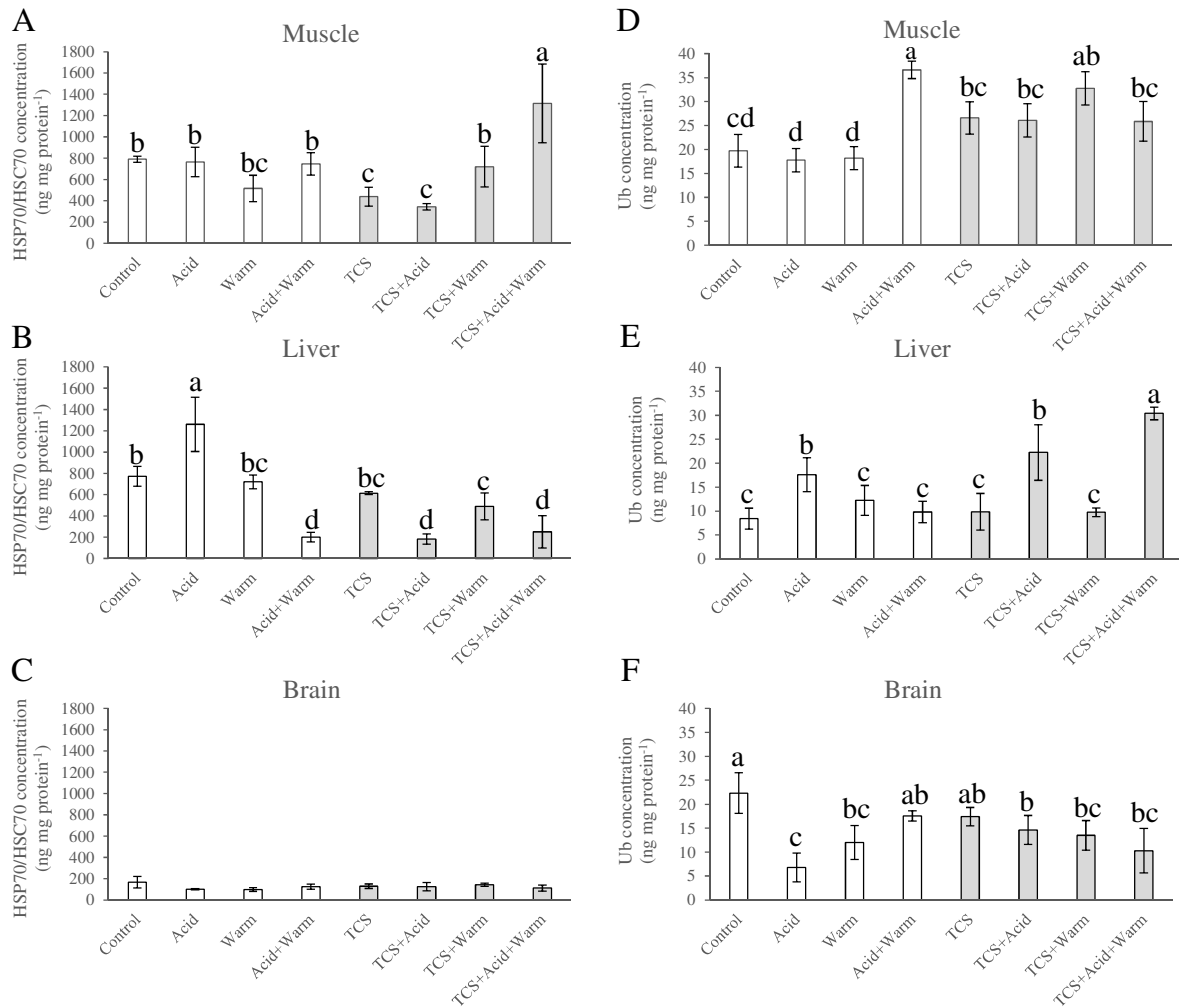 A
Muscle
HSP70/HSC70 concentration
(ng mg protein-1)
1800
1600
1400
1200
1000
800
600
400
200
0
b
b
bc
b
c
c
b
a
Control
Acid
Warm
Acid+Warm
TCS
TCS+Acid
TCS+Warm
TCS+Acid+Warm
B
Liver
HSP70/HSC70 concentration
(ng mg protein-1)
1800
1600
1400
1200
1000
800
600
400
200
0
b
a
bc
d
bc
d
c
d
Control
Acid
Warm
Acid+Warm
TCS
TCS+Acid
TCS+Warm
TCS+Acid+Warm
C
Brain
HSP70/HSC70 concentration
(ng mg protein-1)
1800
1600
1400
1200
1000
800
600
400
200
0
Control
Acid
Warm
Acid+Warm
TCS
TCS+Acid
TCS+Warm
TCS+Acid+Warm
D
Muscle
Ub concentration
(ng mg protein-1)
40
35
30
25
20
15
10
5
0
cd
d
d
a
bc
bc
ab
bc
Control
Acid
Warm
Acid+Warm
TCS
TCS+Acid
TCS+Warm
TCS+Acid+Warm
E
Liver
Ub concentration
(ng mg protein-1)
40
35
30
25
20
15
10
5
0
c
b
c
c
c
b
c
a
Control
Acid
Warm
Acid+Warm
TCS
TCS+Acid
TCS+Warm
TCS+Acid+Warm
F
Brain
Ub concentration
(ng mg protein-1)
40
35
30
25
20
15
10
5
0
a
c
bc
ab
ab
b
bc
bc
Control
Acid
Warm
Acid+Warm
TCS
TCS+Acid
TCS+Warm
TCS+Acid+Warm